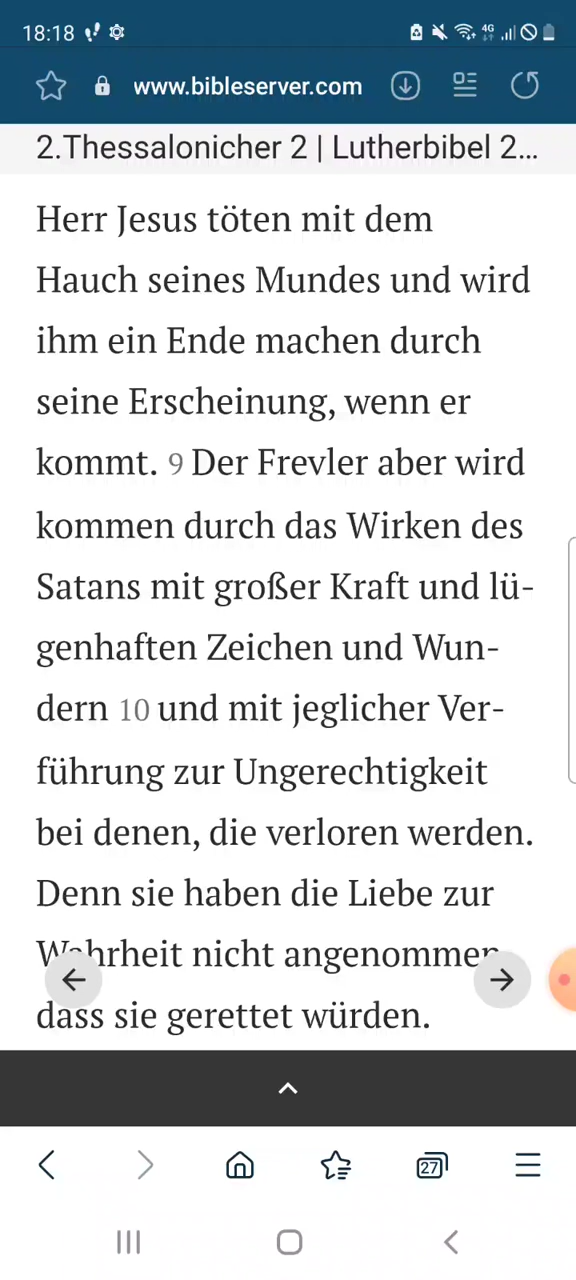 18:18
4G
www.bibleserver.com
2.Thessalonicher 2 | Lutherbibel 2...
Herr Jesus töten mit dem
Hauch seines Mundes und wird
ihm ein Ende machen durch
seine Erscheinung, wenn er
kommt. 9 Der Frevler aber wird
kommen durch das Wirken des
Satans mit großer Kraft und lü-
genhaften Zeichen und Wun-
dern 10 und mit jeglicher Ver-
führung zur Ungerechtigkeit
bei denen, die verloren werden.
Denn sie haben die Liebe zur
Wahrheit nicht angenommen
dass sie gerettet würden.
27